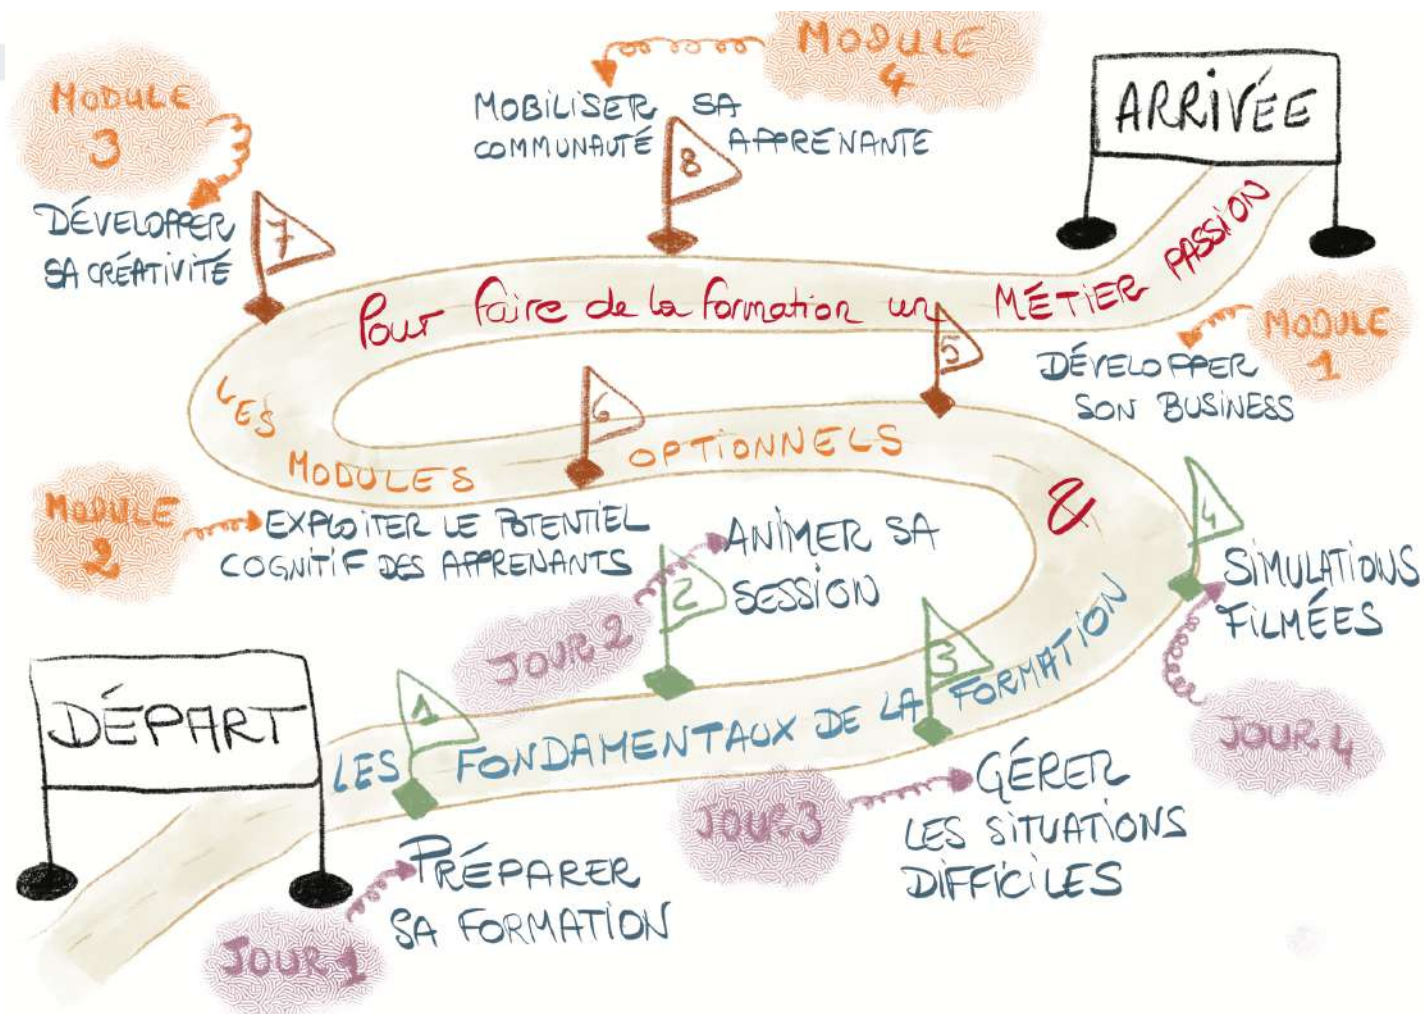 MODULE
3
DÉVELOPPER
SA CRÉATIVITÉ
7
MODULE
4
MOBILISER SA
COMMUNAUTÉ APPRENANTE
8
ARRIVÉE
Pour faire de la formation un MÉTIER PASSION
MODULE
1
DÉVELOPPER
SON BUSINESS
5
LES MODULES OPTIONNELS
6
&
MODULE
2
EXPLOITER LE POTENTIEL
COGNITIF DES APPRENANTS
4
SIMULATIONS
FILMÉES
JOUR 4
2
ANIMER SA
SESSION
JOUR 2
3
DÉPART
1
LES FONDAMENTAUX DE LA FORMATION
JOUR 3
GÉRER
LES SITUATIONS
DIFFICILES
PRÉPARER
SA FORMATION
JOUR 1